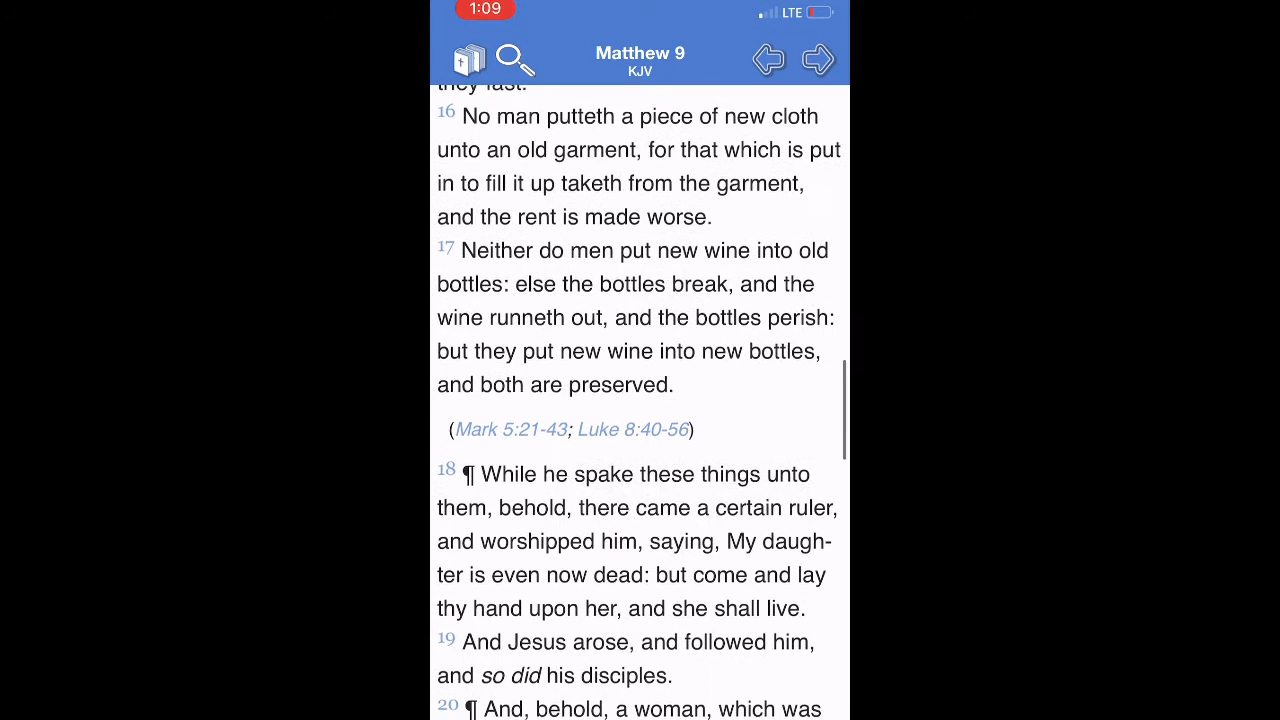 1:09
LTE
Matthew 9
KJV
they fast.
16 No man putteth a piece of new cloth
unto an old garment, for that which is put
in to fill it up taketh from the garment,
and the rent is made worse.
17 Neither do men put new wine into old
bottles: else the bottles break, and the
wine runneth out, and the bottles perish:
but they put new wine into new bottles,
and both are preserved.
(Mark 5:21-43; Luke 8:40-56)
18 ¶ While he spake these things unto
them, behold, there came a certain ruler,
and worshipped him, saying, My daugh-
ter is even now dead: but come and lay
thy hand upon her, and she shall live.
19 And Jesus arose, and followed him,
and so did his disciples.
20 ¶ And, behold, a woman, which was